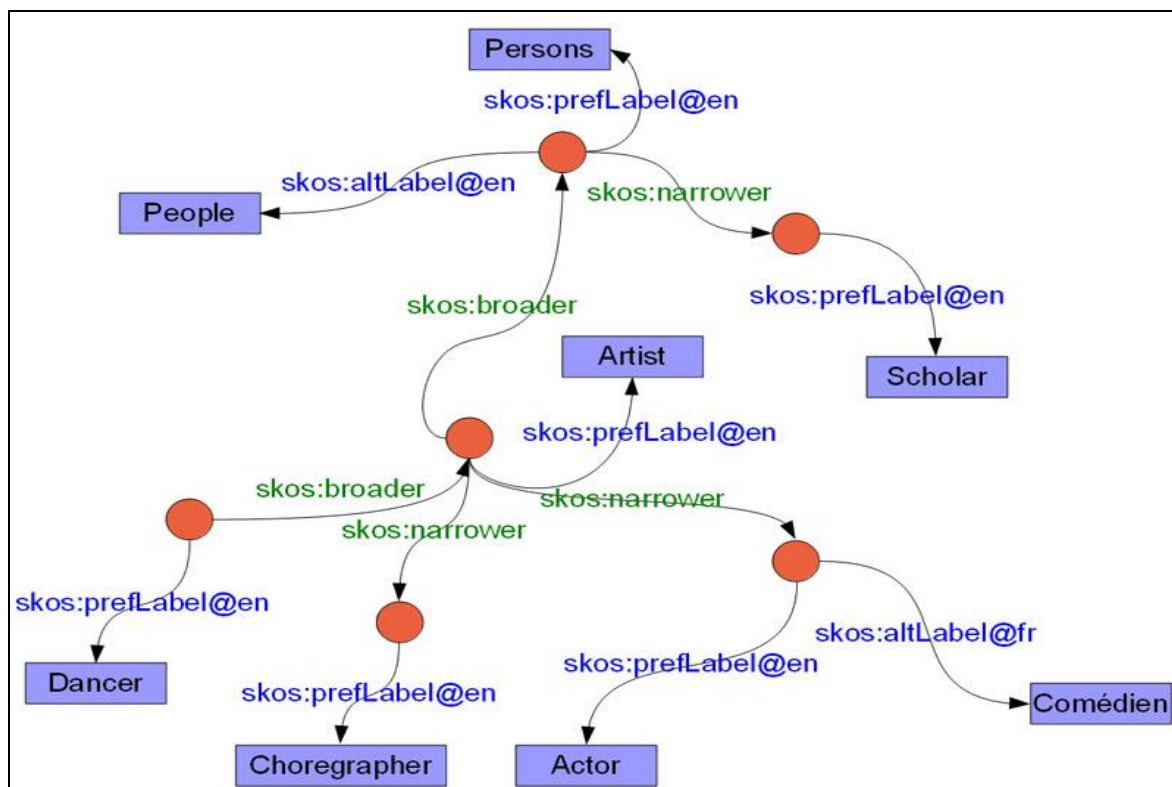 Persons
skos:prefLabel@en
skos:altLabel@en
skos:narrower
People
skos:prefLabel@en
skos:broader
Artist
Scholar
skos:prefLabel@en
skos:broader
skos:narrower
skos:narrower
skos:prefLabel@en
skos:altLabel@fr
skos:prefLabel@en
Dancer
skos:prefLabel@en
Comédien
Choregrapher
Actor